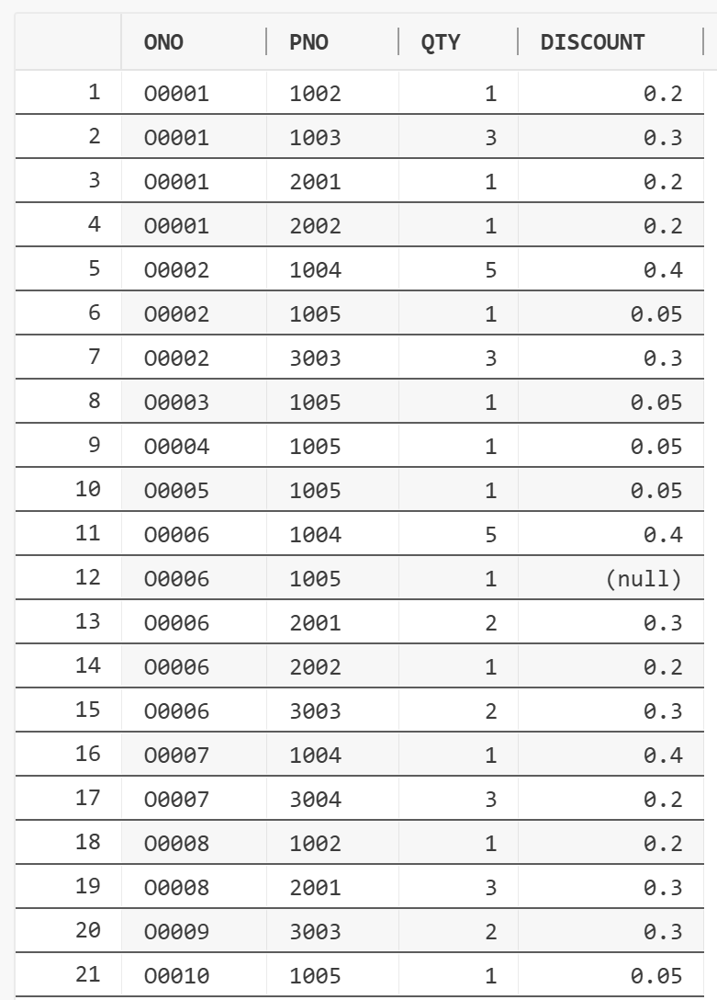 ONO PNO QTY DISCOUNT
1 O0001 1002 1 0.2
2 O0001 1003 3 0.3
3 O0001 2001 1 0.2
4 O0001 2002 1 0.2
5 O0002 1004 5 0.4
6 O0002 1005 1 0.05
7 O0002 3003 3 0.3
8 O0003 1005 1 0.05
9 O0004 1005 1 0.05
10 O0005 1005 1 0.05
11 O0006 1004 5 0.4
12 O0006 1005 1 (null)
13 O0006 2001 2 0.3
14 O0006 2002 1 0.2
15 O0006 3003 2 0.3
16 O0007 1004 1 0.4
17 O0007 3004 3 0.2
18 O0008 1002 1 0.2
19 O0008 2001 3 0.3
20 O0009 3003 2 0.3
21 O0010 1005 1 0.05